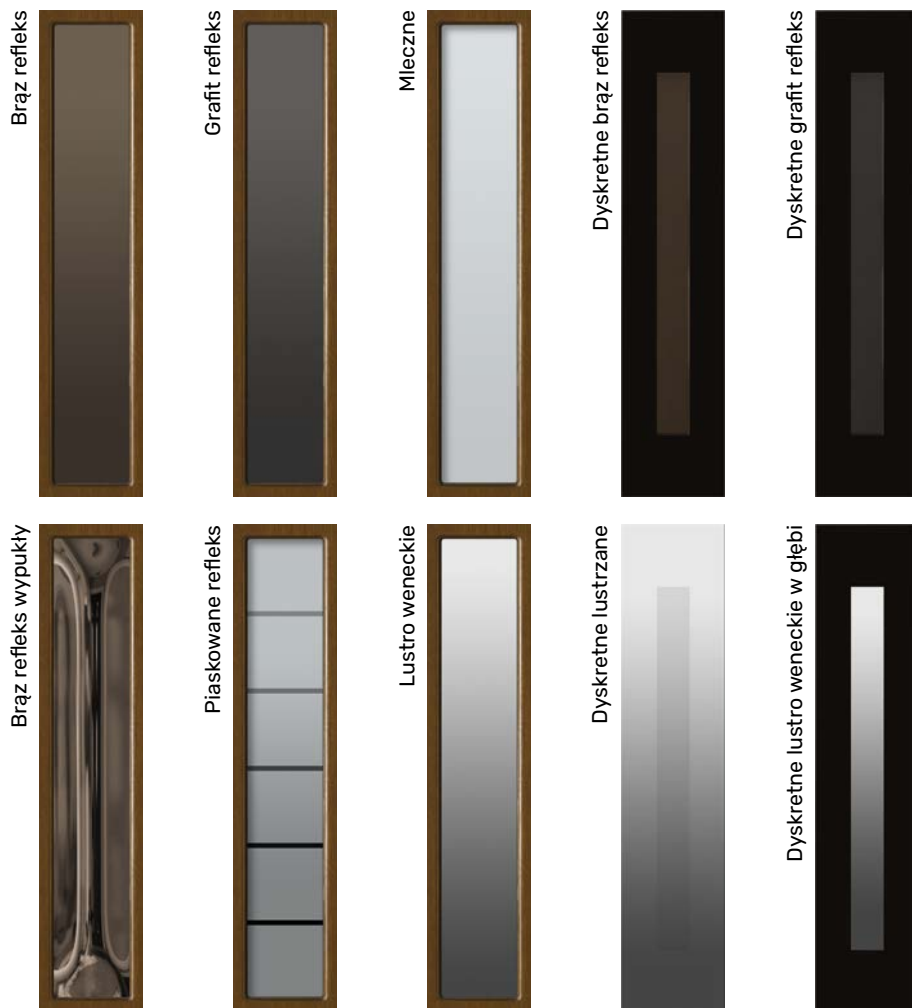 Brąz refleks
Grafit refleks
Mleczne
Dyskretne brąz refleks
Dyskretne grafit refleks
Brąz refleks wypukły
Piaskowane refleks
Lustro weneckie
Dyskretne lustrzane
Dyskretne lustro weneckie w głębi